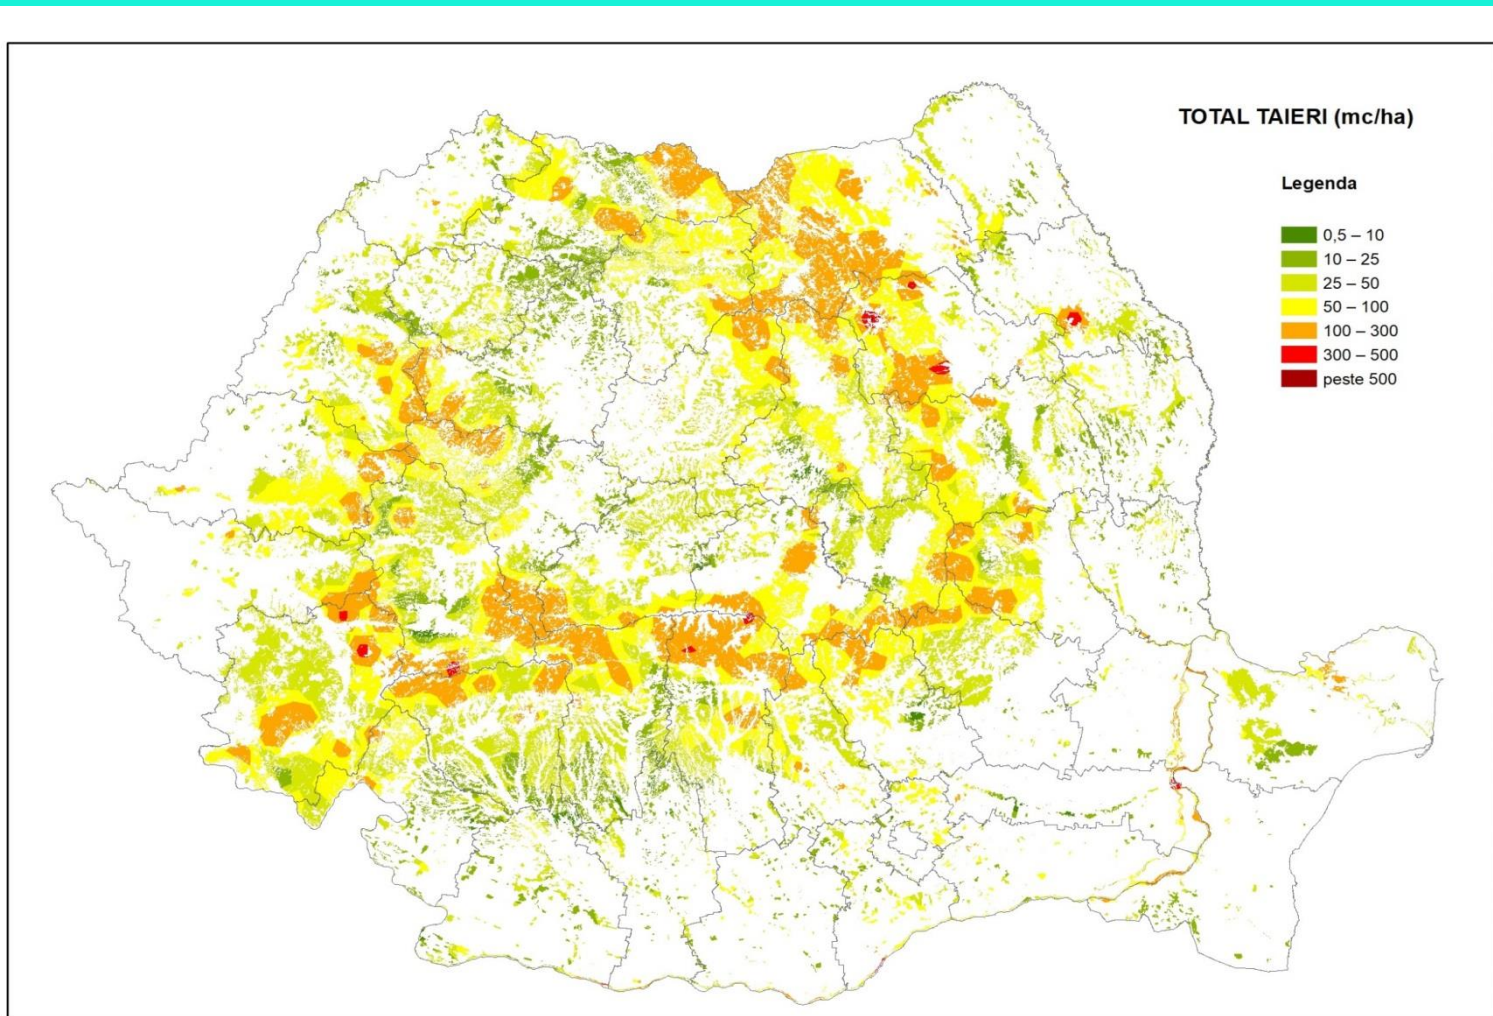 TOTAL TAIERI (mc/ha)
Legenda
0,5 – 10
10 – 25
25 – 50
50 – 100
100 – 300
300 – 500
peste 500